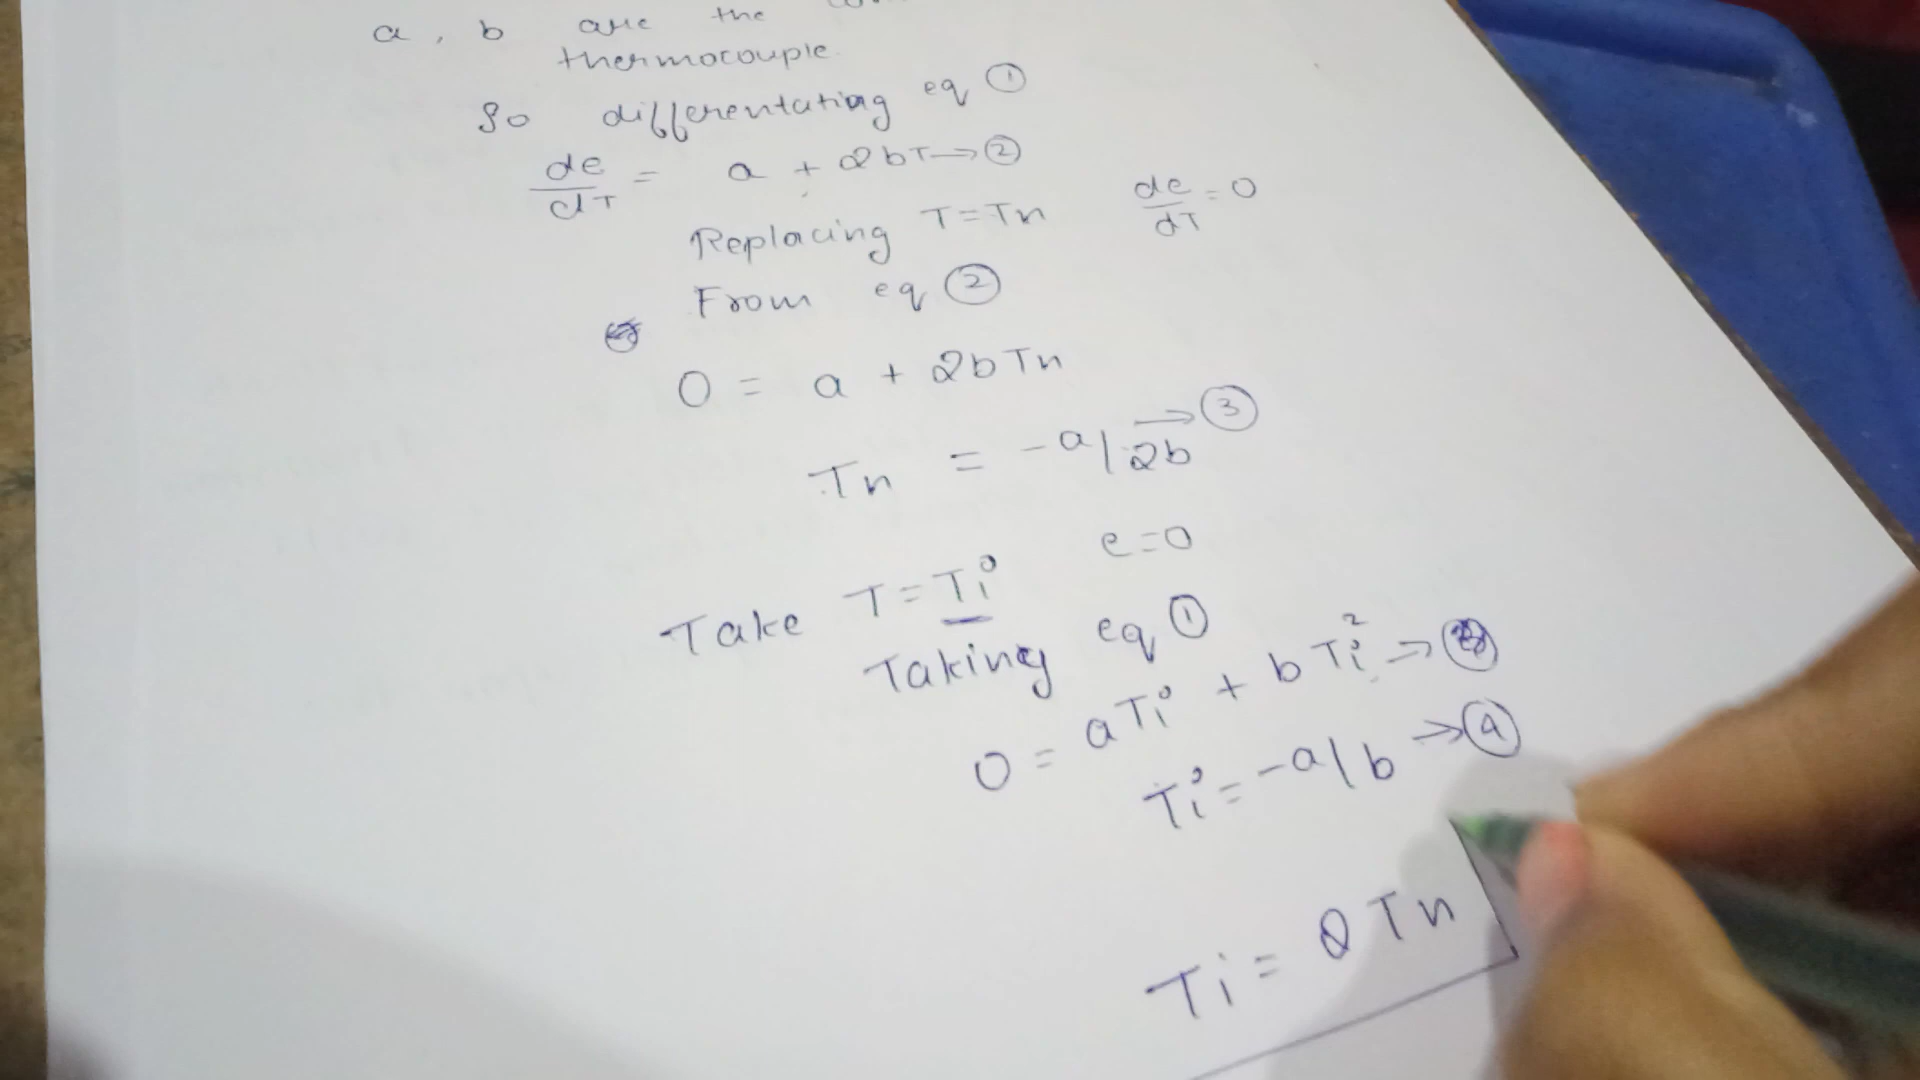 a, b are the
thermocouple.
So differentating eq ①
de/dT = a + 2bT → ②
Replacing T = Tn de/dT = 0
From eq ②
0 = a + 2bTn
Tn = -a/2b → ③
Take T = Ti e = 0
Taking eq ①
0 = aTi + bTi² →
Ti = -a/b → ④
Ti = 2Tn